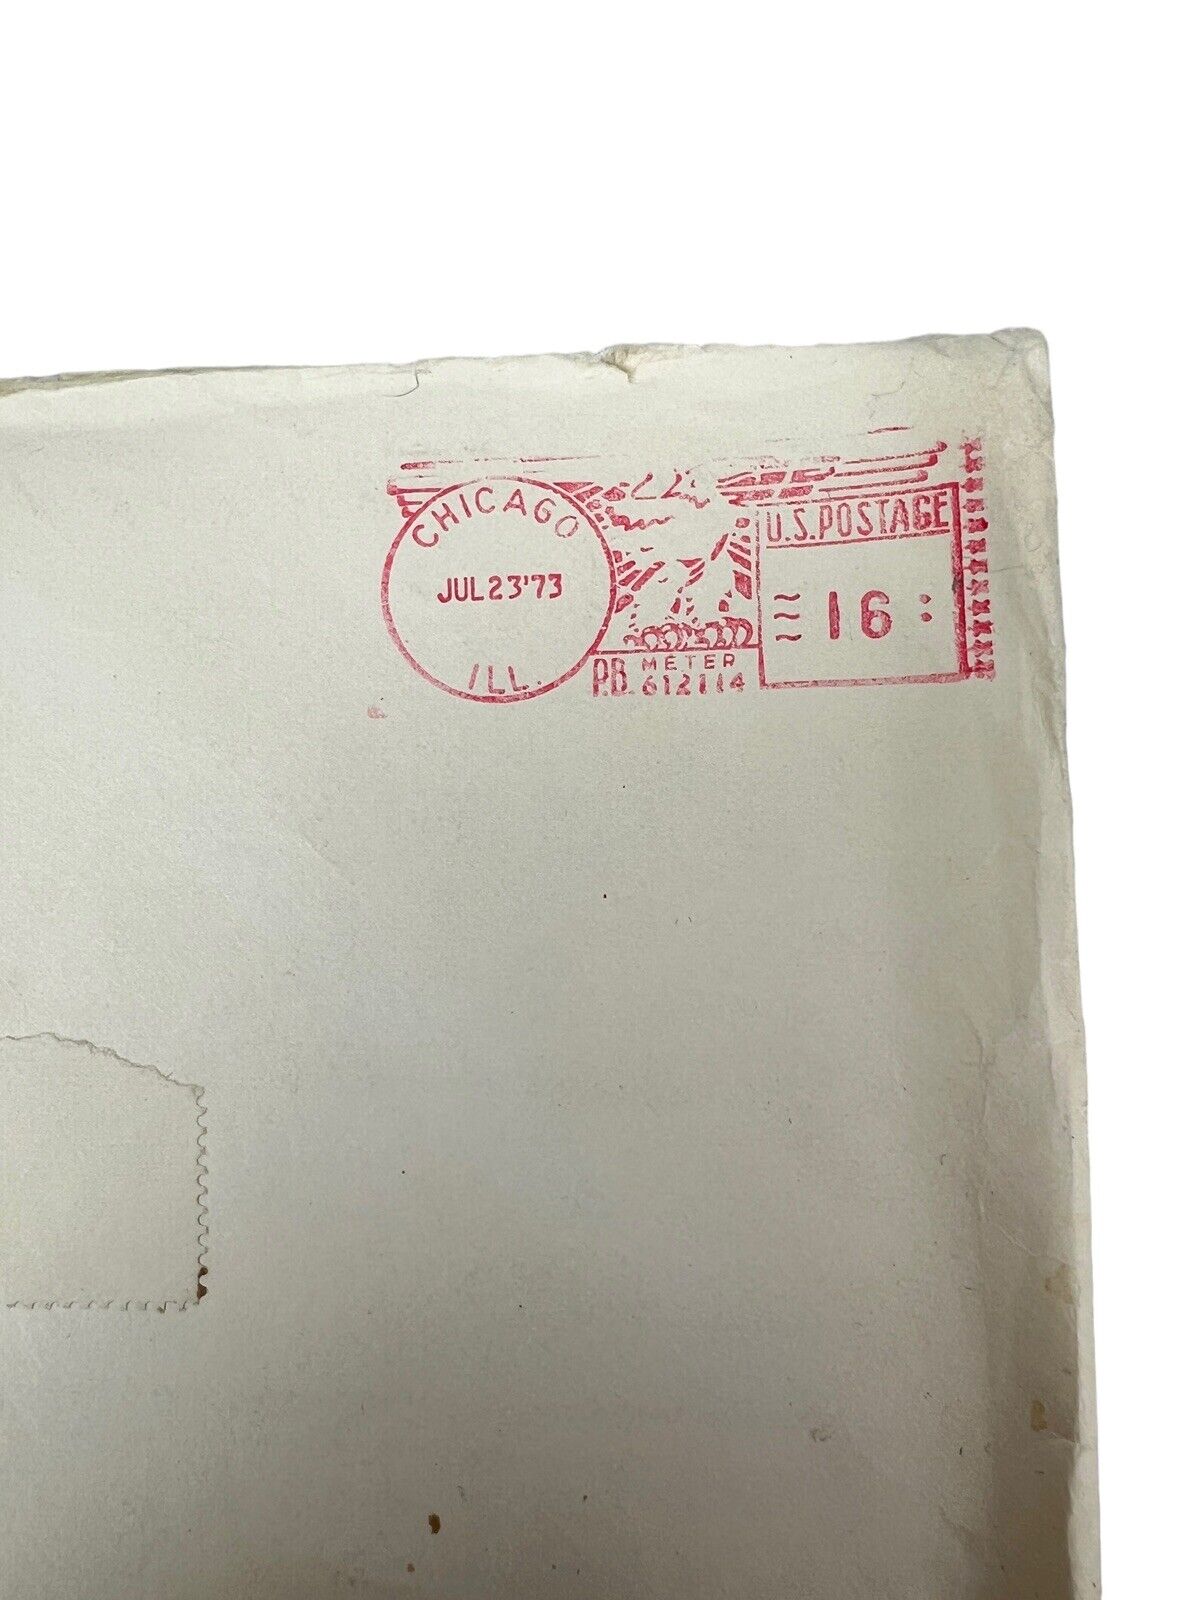 CHICAGO
JUL 23 '73
ILL.
P.B. METER
612114
U.S. POSTAGE
16